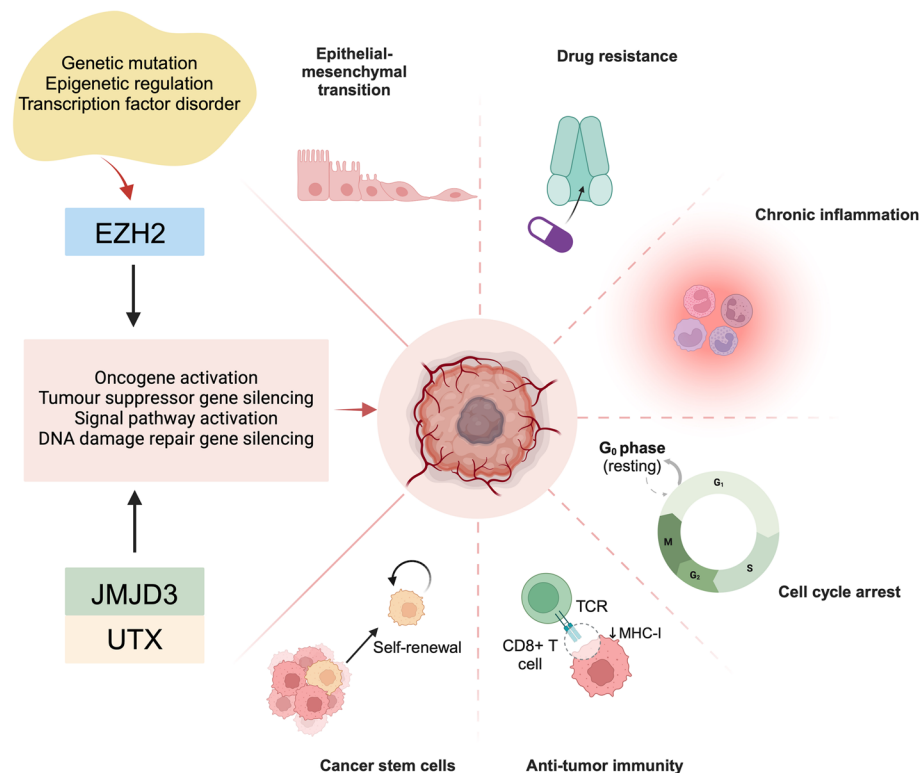 Genetic mutation
Epigenetic regulation
Transcription factor disorder
EZH2
Oncogene activation
Tumour suppressor gene silencing
Signal pathway activation
DNA damage repair gene silencing
JMJD3
UTX
Epithelial-
mesenchymal
transition
Drug resistance
Chronic inflammation
G₀ phase
(resting)
G₁
S
G₂
M
Cell cycle arrest
TCR
↓MHC-I
CD8+ T
cell
Anti-tumor immunity
Self-renewal
Cancer stem cells